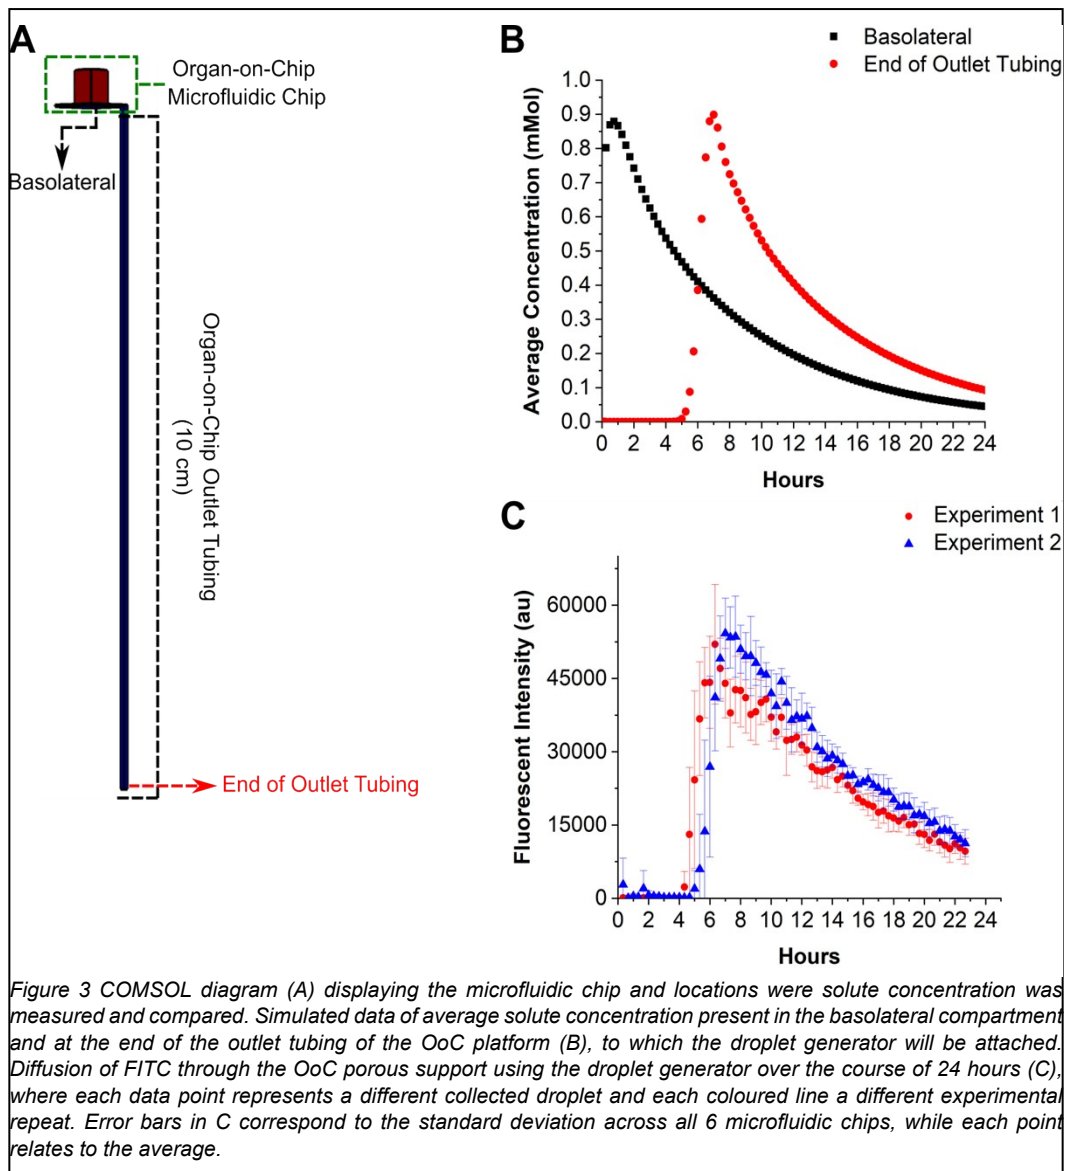 A
Organ-on-Chip
Microfluidic Chip
Basolateral
Organ-on-Chip Outlet Tubing
(10 cm)
End of Outlet Tubing
B
Basolateral
End of Outlet Tubing
1.0
0.9
0.8
0.7
0.6
0.5
0.4
0.3
0.2
0.1
0.0
Average Concentration (mMol)
0 2 4 6 8 10 12 14 16 18 20 22 24
Hours
C
Experiment 1
Experiment 2
60000
45000
30000
15000
0
Fluorescent Intensity (au)
0 2 4 6 8 10 12 14 16 18 20 22 24
Hours
Figure 3 COMSOL diagram (A) displaying the microfluidic chip and locations were solute concentration was
measured and compared. Simulated data of average solute concentration present in the basolateral compartment
and at the end of the outlet tubing of the OoC platform (B), to which the droplet generator will be attached.
Diffusion of FITC through the OoC porous support using the droplet generator over the course of 24 hours (C),
where each data point represents a different collected droplet and each coloured line a different experimental
repeat. Error bars in C correspond to the standard deviation across all 6 microfluidic chips, while each point
relates to the average.